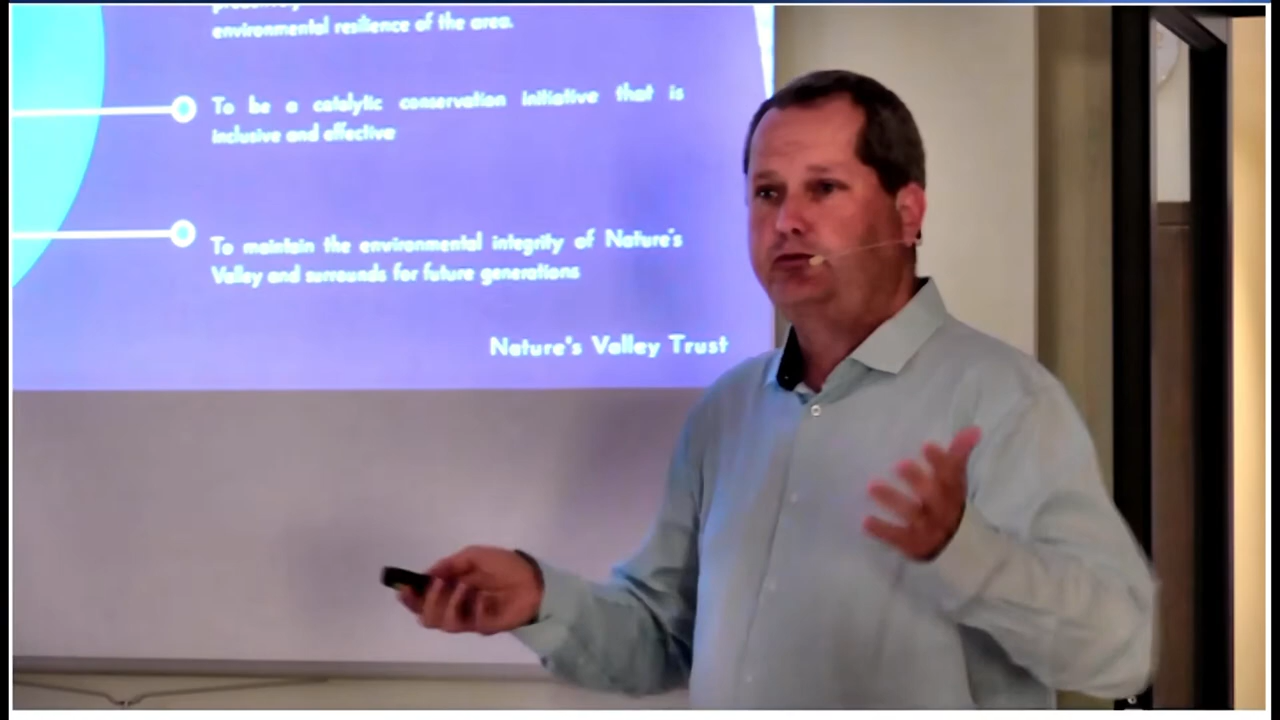 environmental resilience of the area.
To be a catalytic conservation initiative that is
inclusive and effective
To maintain the environmental integrity of Nature's
Valley and surrounds for future generations
Nature's Valley Trust